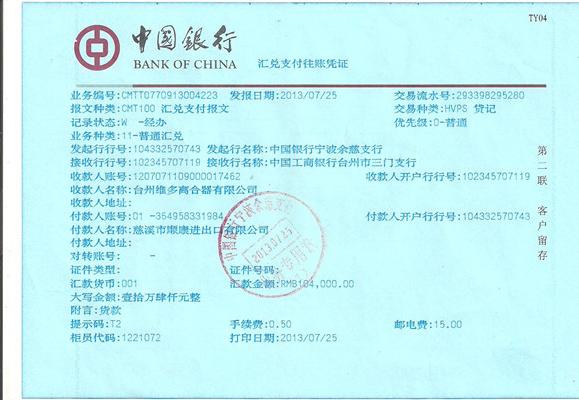 TY04
中国银行
BANK OF CHINA 汇兑支付往账凭证
业务编号:CMTT0770913004223 发报日期:2013/07/25 交易流水号:293398295280
报文种类:CMT100 汇兑支付报文 交易种类:HVPS 贷记
记录状态:W -经办 优先级:0-普通
业务种类:11-普通汇兑
发起行行号:104332570743 发起行名称:中国银行宁波余慈支行
接收行行号:102345707119 接收行名称:中国工商银行台州市三门支行
收款人账号:1207071109000017462 收款人开户行行号:102345707119
收款人名称:台州维多离合器有限公司
收款人地址:
付款人账号:01 -364958331984 付款人开户行行号:104332570743
付款人名称:慈溪市顺康进出口有限公司
付款人地址:
对转账号: -
证件类型: 证件号码:
汇款货币:001 汇款金额:RMB104,000.00
大写金额:壹拾万肆仟元整
附言:货款
提示码:T2 手续费:0.50 邮电费:15.00
柜员代码:1221072 打印日期:2013/07/25
第二联 客户留存
2013.07.25